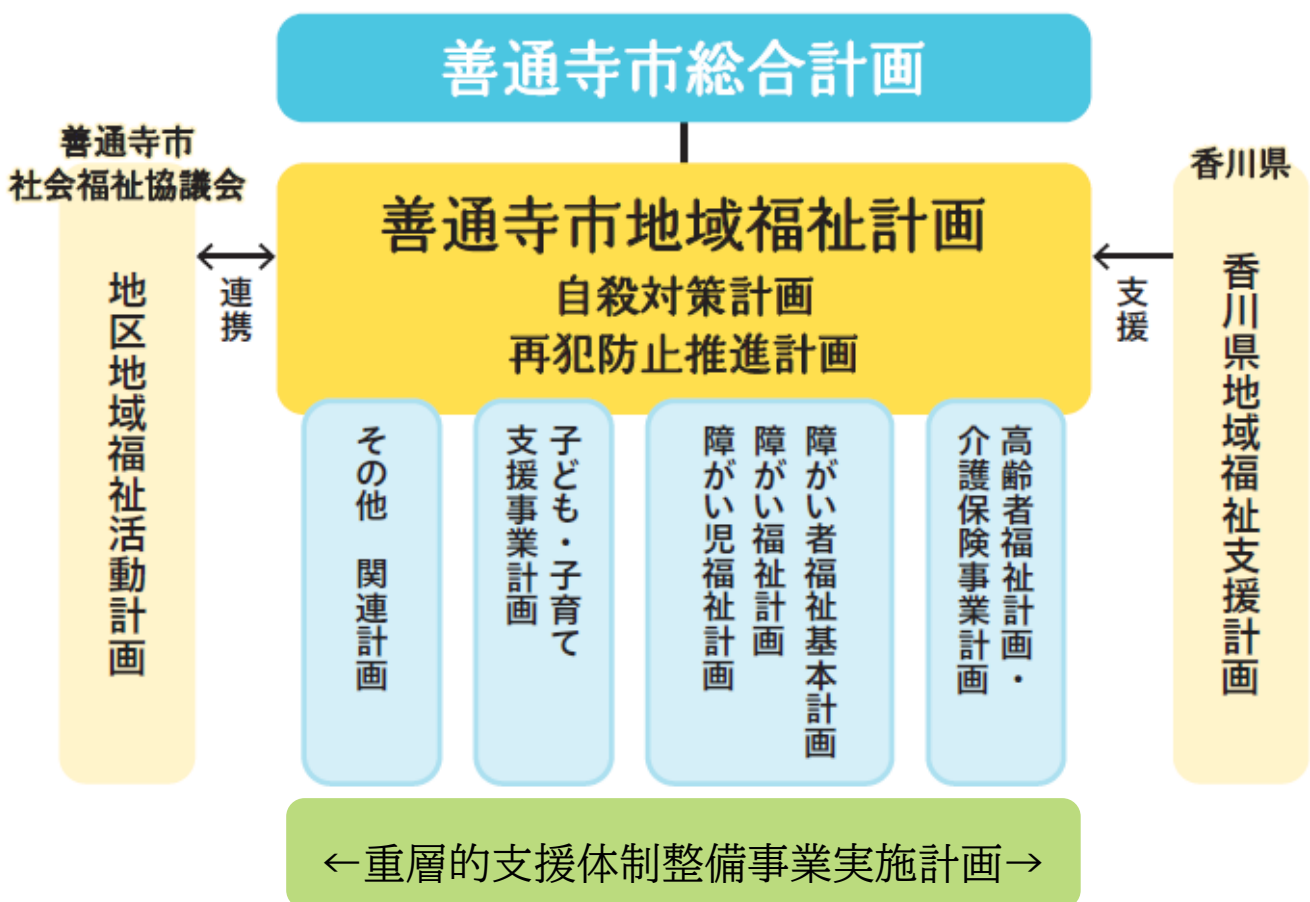 善通寺市総合計画
善通寺市
社会福祉協議会
地区地域福祉活動計画
連携
善通寺市地域福祉計画
自殺対策計画
再犯防止推進計画
支援
香川県
香川県地域福祉支援計画
高齢者福祉計画・
介護保険事業計画
障がい者福祉基本計画
障がい福祉計画
障がい児福祉計画
子ども・子育て
支援事業計画
その他　関連計画
←重層的支援体制整備事業実施計画→